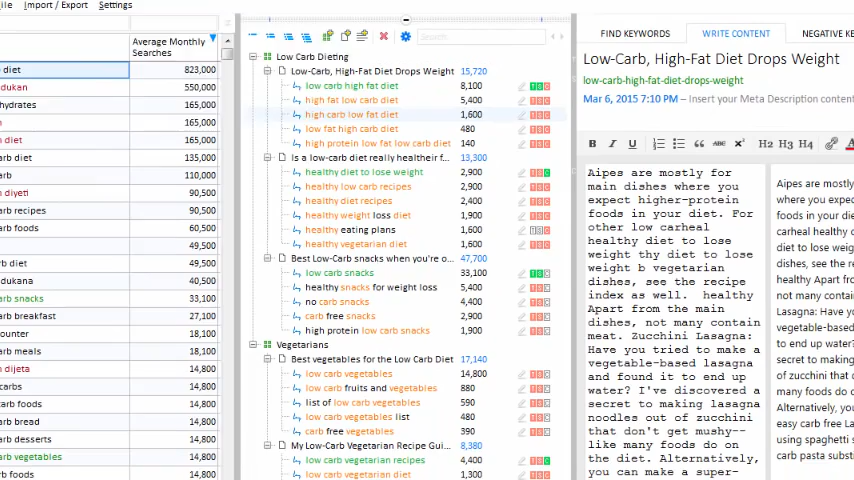 Import / Export
Settings
Average Monthly
Searches
diet 823,000
dukan 550,000
hydrates 165,000
165,000
diet 165,000
arb diet 135,000
arb 110,000
diyeti 90,500
arb recipes 90,500
arb foods 60,500
49,500
rb diet 49,500
dukana 40,500
arb snacks 33,100
arb breakfast 27,100
ounter 18,100
arb meals 18,100
dijeta 14,800
carbs 14,800
carb foods 14,800
arb bread 14,800
arb desserts 14,800
arb vegetables 14,800
rb foods 14,800
Search
Low Carb Dieting
Low-Carb, High-Fat Diet Drops Weight 15,720
low carb high fat diet 8,100
high fat low carb diet 5,400
high carb low fat diet 1,600
low fat high carb diet 480
high protein low fat low carb diet 140
Is a low-carb diet really healtheir f... 13,300
healthy diet to lose weight 2,900
healthy low carb recipes 2,900
healthy diet recipes 2,400
healthy weight loss diet 1,900
healthy eating plans 1,600
healthy vegetarian diet 1,600
Best Low-Carb snacks when you're o... 47,700
low carb snacks 33,100
healthy snacks for weight loss 5,400
no carb snacks 4,400
carb free snacks 2,900
high protein low carb snacks 1,900
Vegetarians
Best vegetables for the Low Carb Diet 17,140
low carb vegetables 14,800
low carb fruits and vegetables 880
list of low carb vegetables 590
low carb vegetables list 480
carb free vegetables 390
My Low-Carb Vegetarian Recipe Gui... 8,380
low carb vegetarian recipes 4,400
low carb vegetarian diet 1,300
FIND KEYWORDS
WRITE CONTENT
NEGATIVE KE
Low-Carb, High-Fat Diet Drops Weight
low-carb-high-fat-diet-drops-weight
Mar 6, 2015 7:10 PM – Insert your Meta Description content
B I U ABC X H2 H3 H4 A
Aipes are mostly for
main dishes where you
expect higher-protein
foods in your diet. For
other low carheal
healthy diet to lose
weight thy diet to lose
weight b vegetarian
dishes, see the recipe
index as well. healthy
Apart from the main
dishes, not many contain
meat. Zucchini Lasagna:
Have you tried to make a
vegetable-based lasagna
and found it to end up
water? I've discovered a
secret to making lasagna
noodles out of zucchini
that don't get mushy--
like many foods do on
the diet. Alternatively,
you can make a super-
Aipes are mostly
where you expec
foods in your die
carheal healthy d
diet to lose weig
dishes, see the re
healthy Apart fro
not many contain
Lasagna: Have yo
vegetable-based
to end up water?
secret to making
of zucchini that d
many foods do o
Alternatively, you
easy carb free La
using spaghetti s
carb pasta substi